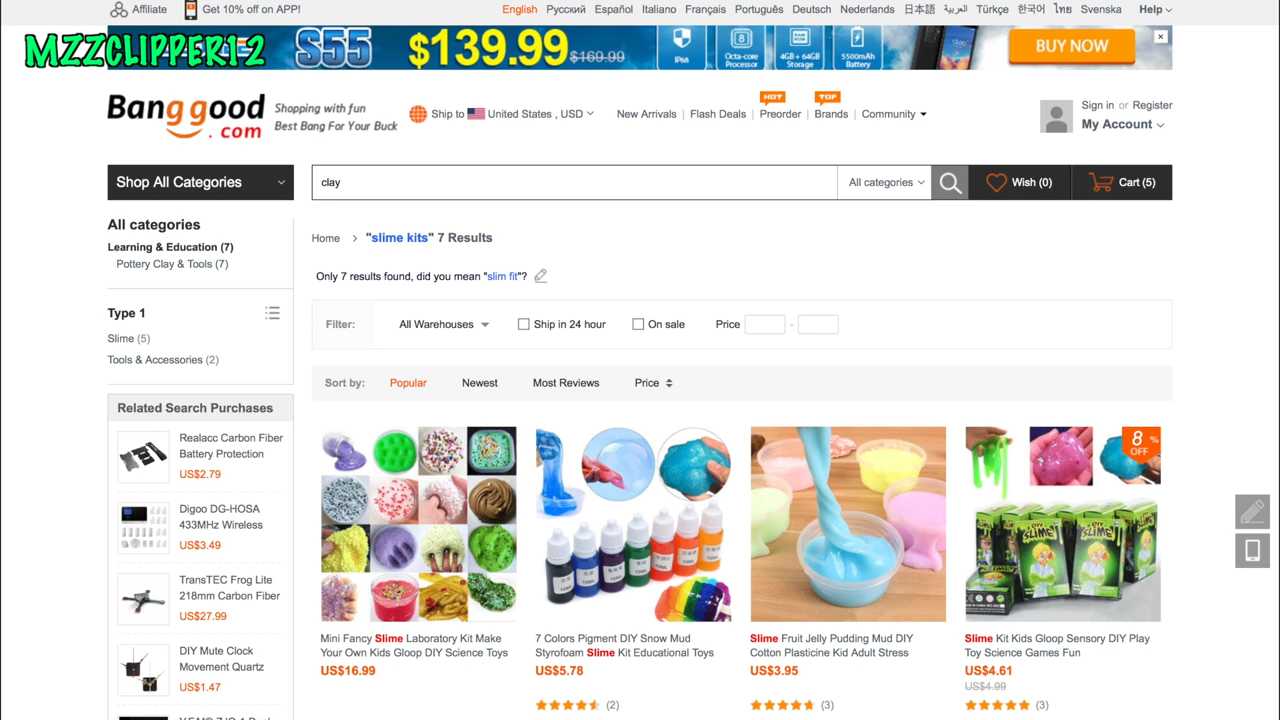 Affiliate
Get 10% off on APP!
English Русский Español Italiano Français Português Deutsch Nederlands 日本語 العربية Türkçe 한국어 ไทย Svenska Help
MZZCLIPPER12
S55
$139.99
$169.99
IP68
Octa-core Processor
4GB + 64GB Storage
5500mAh Battery
BUY NOW
Banggood.com
Shopping with fun
Best Bang For Your Buck
Ship to United States , USD
New Arrivals
Flash Deals
HOT
Preorder
TOP
Brands
Community
Sign in or Register
My Account
Shop All Categories
clay
All categories
Wish (0)
Cart (5)
All categories
Learning & Education (7)
Pottery Clay & Tools (7)
Type 1
Slime (5)
Tools & Accessories (2)
Related Search Purchases
Realacc Carbon Fiber
Battery Protection
US$2.79
Digoo DG-HOSA
433MHz Wireless
US$3.49
TransTEC Frog Lite
218mm Carbon Fiber
US$27.99
DIY Mute Clock
Movement Quartz
US$1.47
Home > "slime kits" 7 Results
Only 7 results found, did you mean "slim fit"?
Filter: All Warehouses Ship in 24 hour On sale Price -
Sort by: Popular Newest Most Reviews Price
Mini Fancy Slime Laboratory Kit Make
Your Own Kids Gloop DIY Science Toys
US$16.99
7 Colors Pigment DIY Snow Mud
Styrofoam Slime Kit Educational Toys
US$5.78
(2)
Slime Fruit Jelly Pudding Mud DIY
Cotton Plasticine Kid Adult Stress
US$3.95
(3)
8 % OFF
SLIME
Slime Kit Kids Gloop Sensory DIY Play
Toy Science Games Fun
US$4.61
US$4.99
(3)